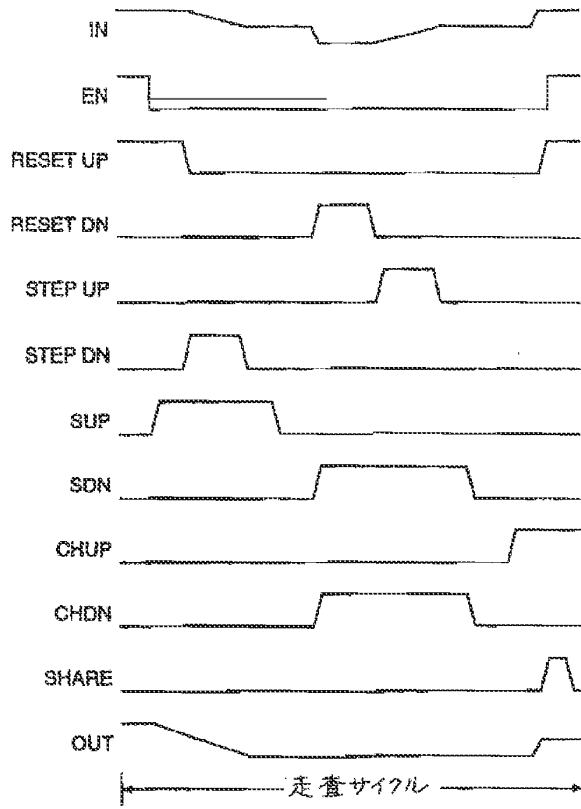 IN
EN
RESET UP
RESET DN
STEP UP
STEP DN
SUP
SDN
CHUP
CHDN
SHARE
OUT
走査サイクル